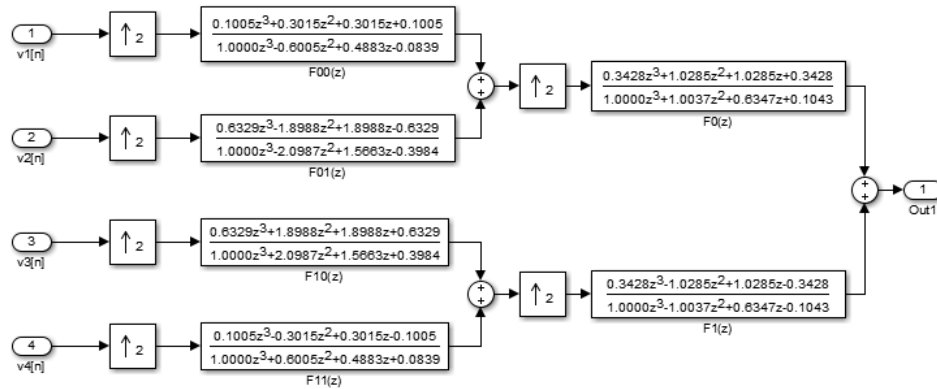 1
v1[n]
↑ 2
0.1005z3+0.3015z2+0.3015z+0.1005
1.0000z3-0.6005z2+0.4883z-0.0839
F00(z)
+
+
↑ 2
0.3428z3+1.0285z2+1.0285z+0.3428
1.0000z3+1.0037z2+0.6347z+0.1043
F0(z)
2
v2[n]
↑ 2
0.6329z3-1.8988z2+1.8988z-0.6329
1.0000z3-2.0987z2+1.5663z-0.3984
F01(z)
+
+
1
Out1
3
v3[n]
↑ 2
0.6329z3+1.8988z2+1.8988z+0.6329
1.0000z3+2.0987z2+1.5663z+0.3984
F10(z)
+
+
↑ 2
0.3428z3-1.0285z2+1.0285z-0.3428
1.0000z3-1.0037z2+0.6347z-0.1043
F1(z)
4
v4[n]
↑ 2
0.1005z3-0.3015z2+0.3015z-0.1005
1.0000z3+0.6005z2+0.4883z+0.0839
F11(z)